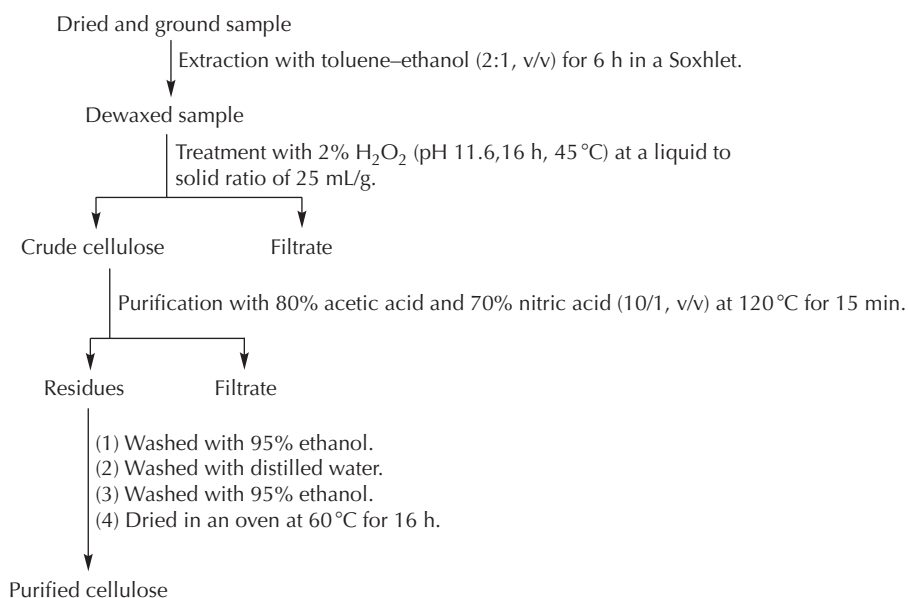 Dried and ground sample
Extraction with toluene–ethanol (2:1, v/v) for 6 h in a Soxhlet.
Dewaxed sample
Treatment with 2% H₂O₂ (pH 11.6,16 h, 45 °C) at a liquid to
solid ratio of 25 mL/g.
Crude cellulose Filtrate
Purification with 80% acetic acid and 70% nitric acid (10/1, v/v) at 120 °C for 15 min.
Residues Filtrate
(1) Washed with 95% ethanol.
(2) Washed with distilled water.
(3) Washed with 95% ethanol.
(4) Dried in an oven at 60 °C for 16 h.
Purified cellulose